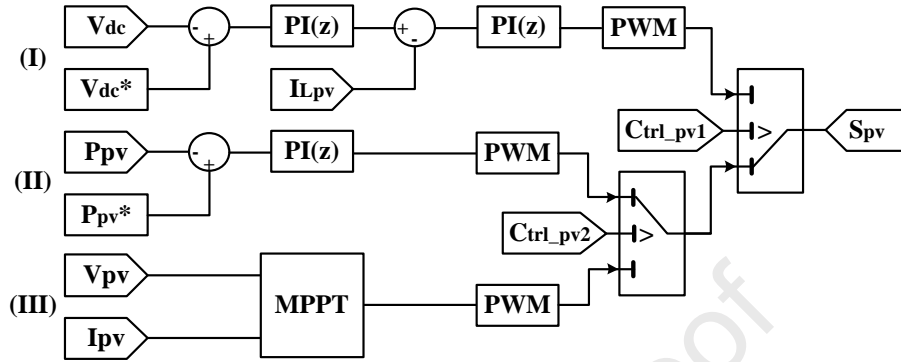 (I)
Vdc
-
+
PI(z)
+
-
PI(z)
PWM
Vdc*
ILpv
Ctrl_pv1
>
Spv
(II)
Ppv
-
+
PI(z)
PWM
Ppv*
Ctrl_pv2
>
(III)
Vpv
MPPT
PWM
Ipv
oof